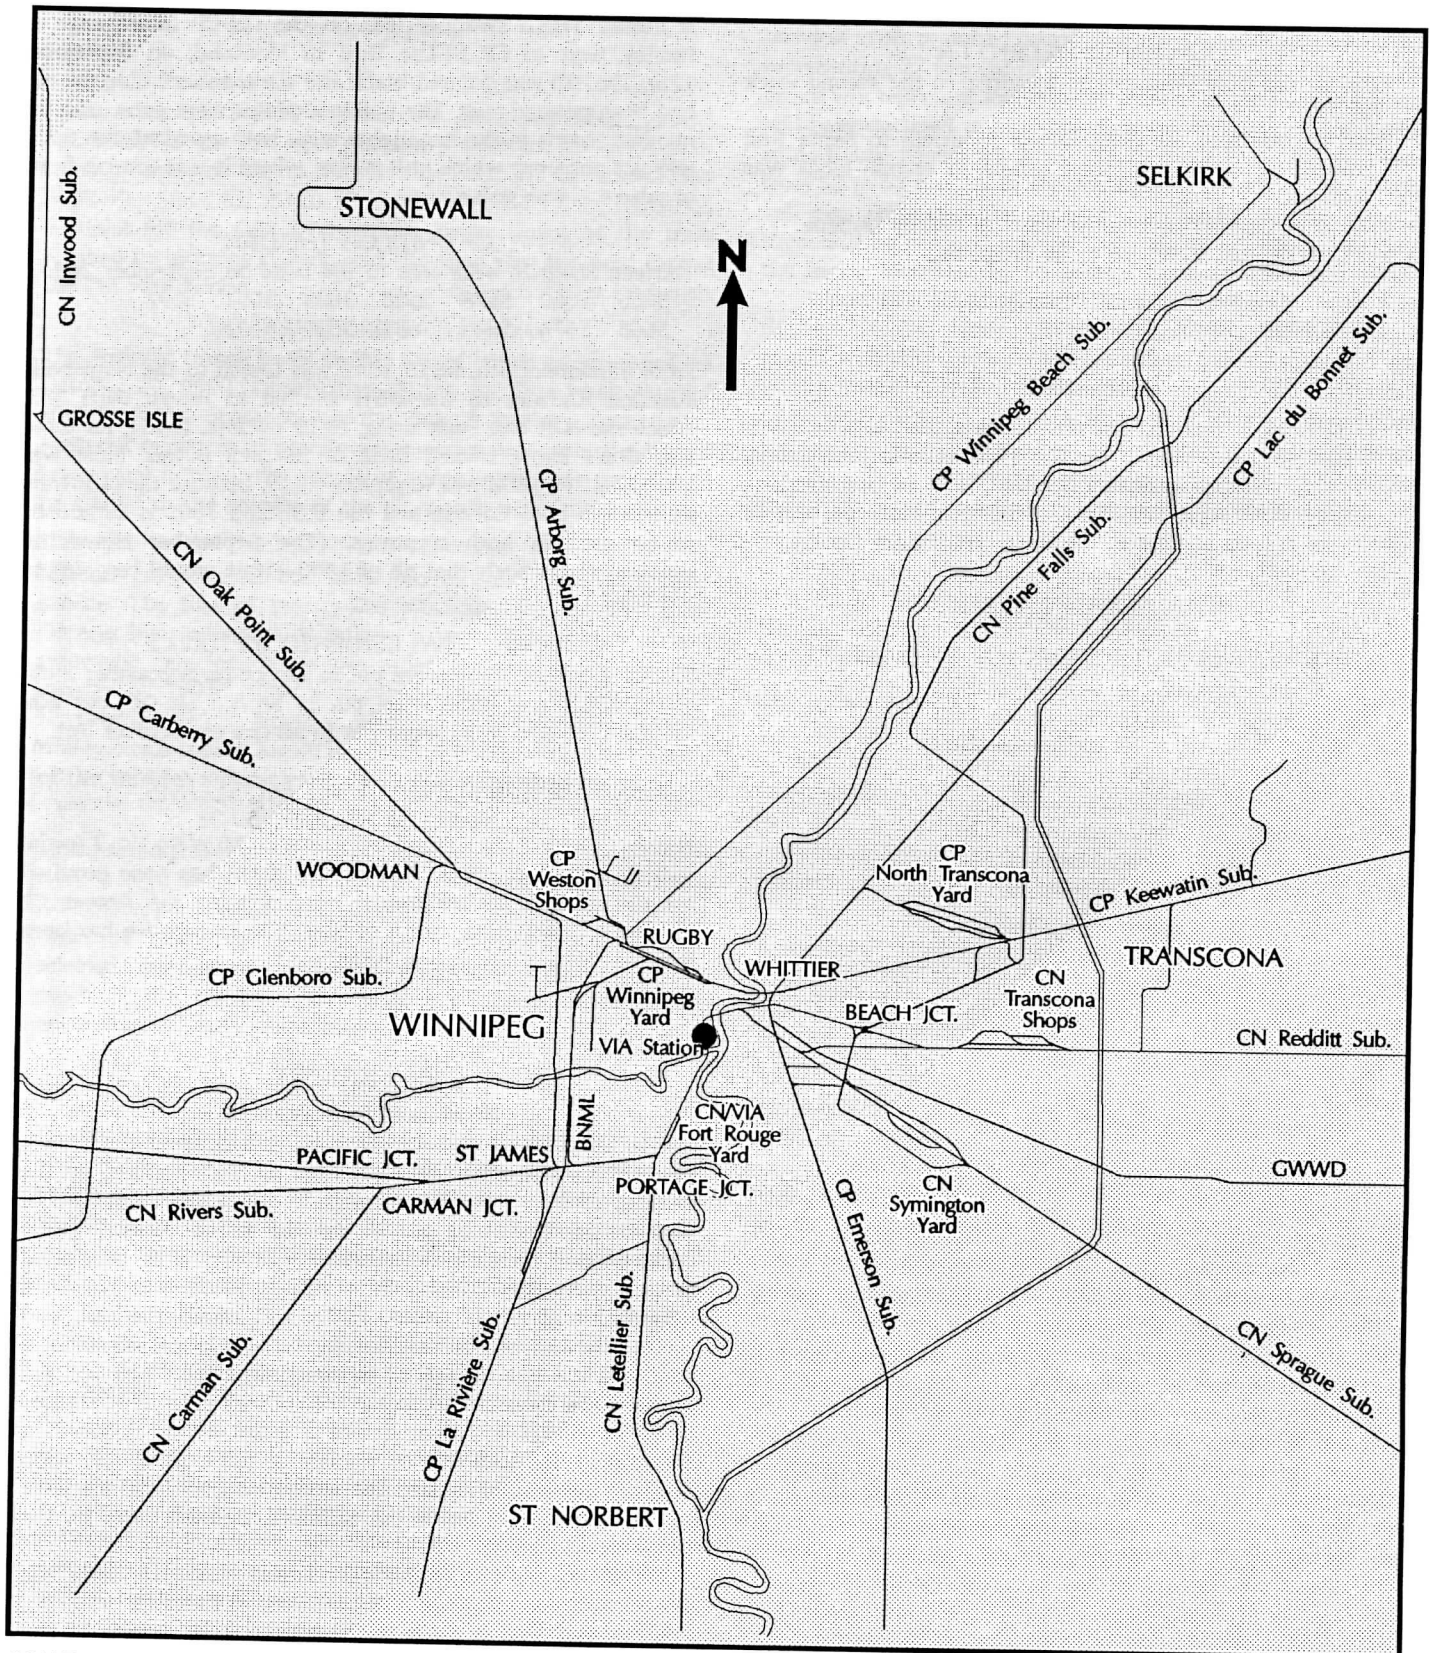 SELKIRK
CN Inwood Sub.
STONEWALL
N
CP Winnipeg Beach Sub.
CP Lac du Bonnet Sub.
GROSSE ISLE
CP Arborg Sub.
CN Pine Falls Sub.
CN Oak Point Sub.
CP Carberry Sub.
WOODMAN
CP
Weston
Shops
CP
North Transcona
Yard
CP Keewatin Sub.
RUGBY
WHITTIER
TRANSCONA
CP Glenboro Sub.
CP
Winnipeg
Yard
CN
Transcona
Shops
WINNIPEG
BEACH JCT.
VIA Station
CN Redditt Sub.
BNML
CN/VIA
Fort Rouge
Yard
PACIFIC JCT.
ST JAMES
GWWD
PORTAGE JCT.
CN
Symington
Yard
CN Rivers Sub.
CARMAN JCT.
CP Emerson Sub.
CN Letellier Sub.
CP La Rivière Sub.
CN Carman Sub.
CN Sprague Sub.
ST NORBERT